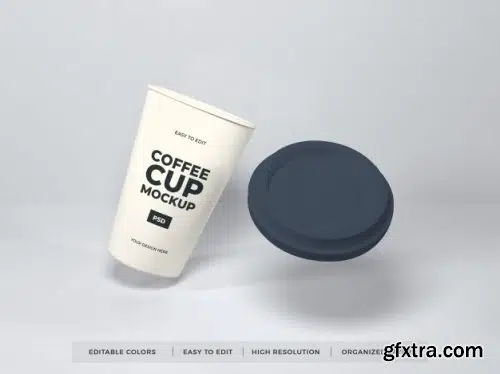 EASY TO EDIT
COFFEE
CUP
MOCKUP
PSD
YOUR DESIGN HERE
EDITABLE COLORS | EASY TO EDIT | HIGH RESOLUTION | ORGANIZED
gfxtra.com